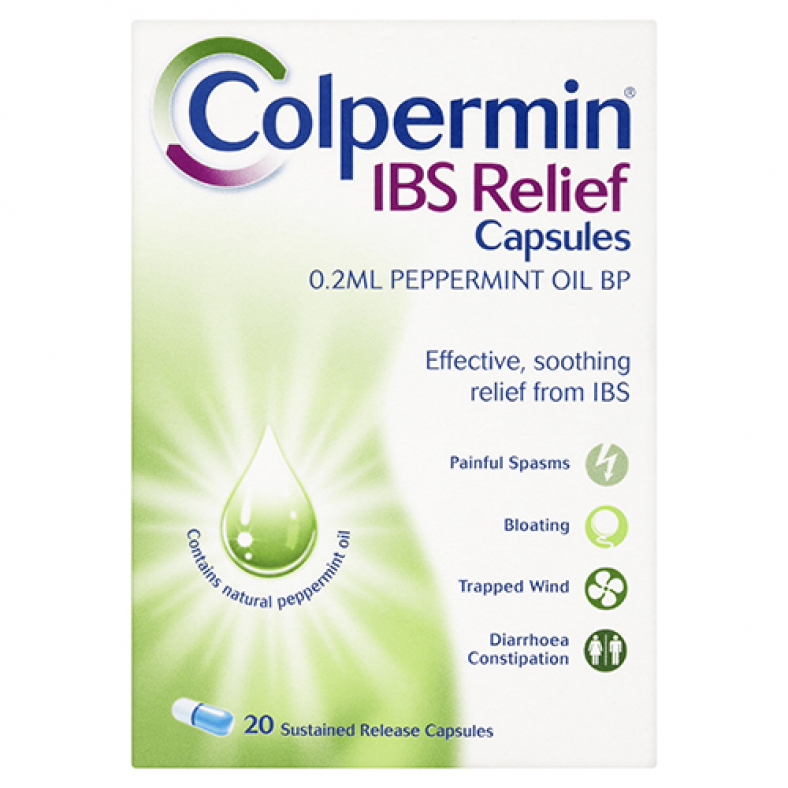 Colpermin®
IBS Relief
Capsules
0.2ML PEPPERMINT OIL BP
Effective, soothing
relief from IBS
Painful Spasms
Bloating
Trapped Wind
Diarrhoea
Constipation
Contains natural peppermint oil
20 Sustained Release Capsules